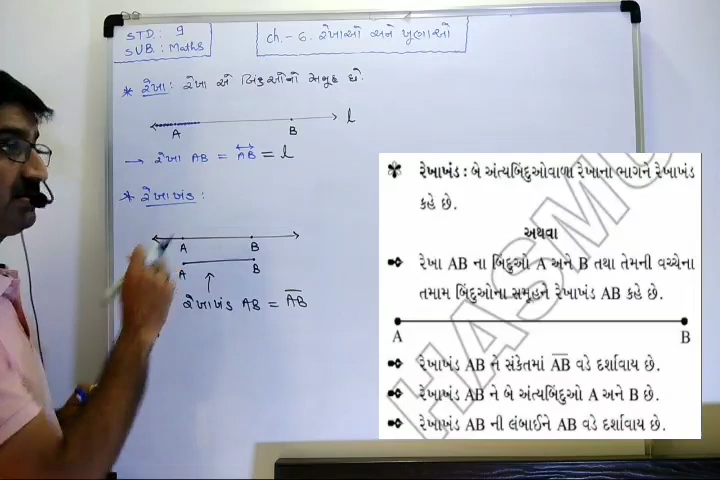 STD. : 9
SUB. : Maths
ch.-6. રેખાઓ અને ખૂણાઓ
* રેખા : રેખા એ બિંદુઓનો સમૂહ છે.
A B l
→ રેખા AB = AB = l
* રેખાખંડ :
A B
A B
રેખાખંડ AB = AB
રેખાખંડ : બે અંત્યબિંદુઓવાળા રેખાના ભાગને રેખાખંડ
કહે છે.
અથવા
રેખા AB ના બિંદુઓ A અને B તથા તેમની વચ્ચેના
તમામ બિંદુઓના સમૂહને રેખાખંડ AB કહે છે.
A B
રેખાખંડ AB ને સંકેતમાં AB વડે દર્શાવાય છે.
રેખાખંડ AB ને બે અંત્યબિંદુઓ A અને B છે.
રેખાખંડ AB ની લંબાઈને AB વડે દર્શાવાય છે.
HASMU